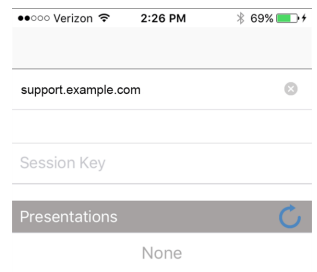 ●●○○○ Verizon 2:26 PM 69%
support.example.com
Session Key
Presentations
None